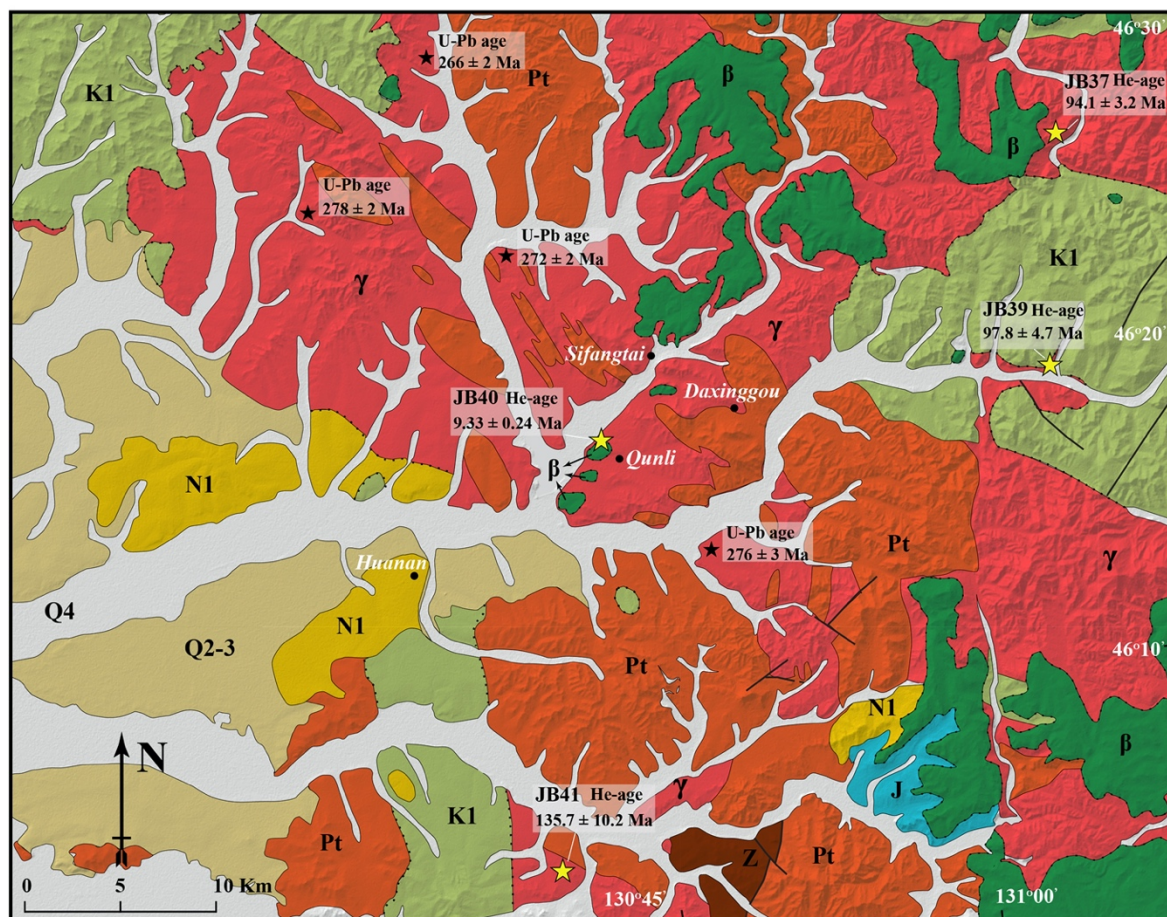 46°30'
U-Pb age
266 ± 2 Ma
Pt
β
JB37 He-age
94.1 ± 3.2 Ma
K1
β
U-Pb age
278 ± 2 Ma
U-Pb age
272 ± 2 Ma
K1
γ
JB39 He-age
97.8 ± 4.7 Ma
γ
46°20'
Sifangtai
Daxinggou
JB40 He-age
9.33 ± 0.24 Ma
β
Qunli
N1
U-Pb age
276 ± 3 Ma
Pt
γ
Huanan
Q4
N1
Q2-3
Pt
46°10'
N1
N
β
JB41 He-age
135.7 ± 10.2 Ma
γ
J
K1
Pt
Z
Pt
0 5 10 Km
130°45'
131°00'